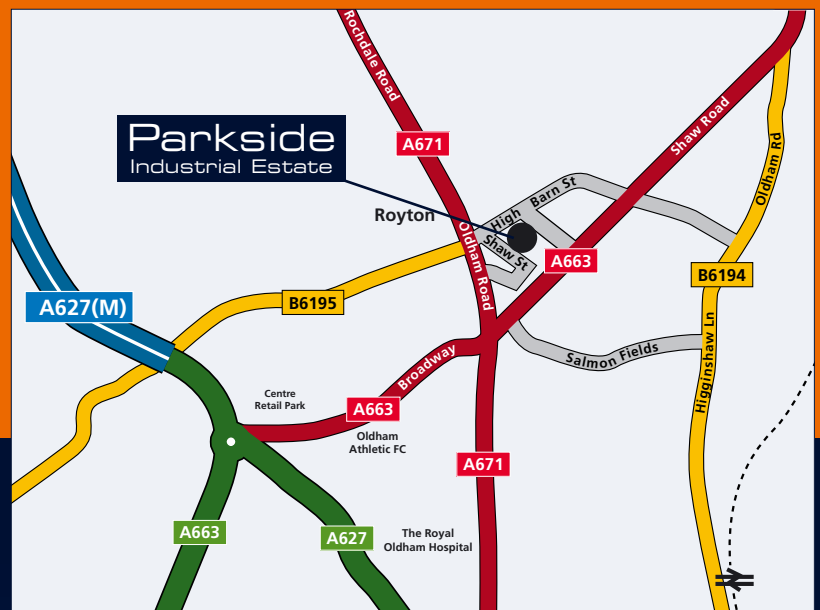 Rochdale Road
Parkside
Industrial Estate
A671
Shaw Road
Oldham Rd
High Barn St
Royton
Shaw St
Oldham Road
A663
B6194
A627(M)
B6195
Salmon Fields
Higginshaw Ln
Broadway
Centre
Retail Park
A663
Oldham
Athletic FC
A671
A663
A627
The Royal
Oldham Hospital